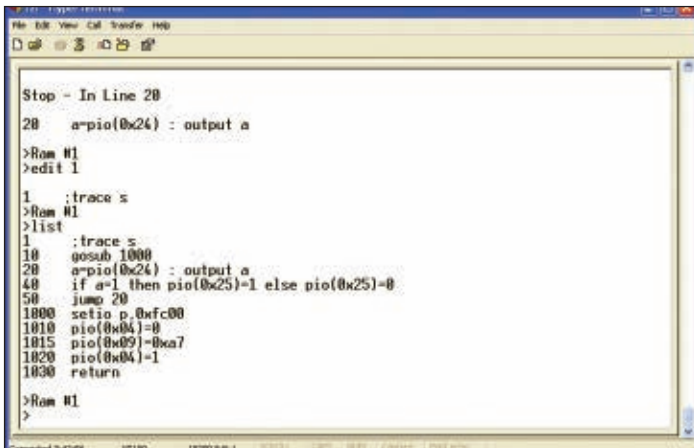 File Edit View Call Transfer Help
Stop - In Line 20
20 a=pio(0x24) : output a
>Ram #1
>edit 1
1 ;trace s
>Ram #1
>list
1 ;trace s
10 gosub 1000
20 a=pio(0x24) : output a
40 if a=1 then pio(0x25)=1 else pio(0x25)=0
50 jump 20
1000 setio p,0xfc00
1010 pio(0x04)=0
1015 pio(0x09)=0xa7
1020 pio(0x04)=1
1030 return
>Ram #1
>